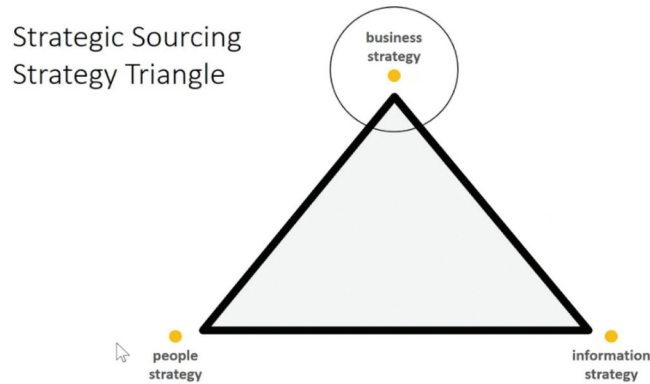 Strategic Sourcing
Strategy Triangle
business
strategy
people
strategy
information
strategy